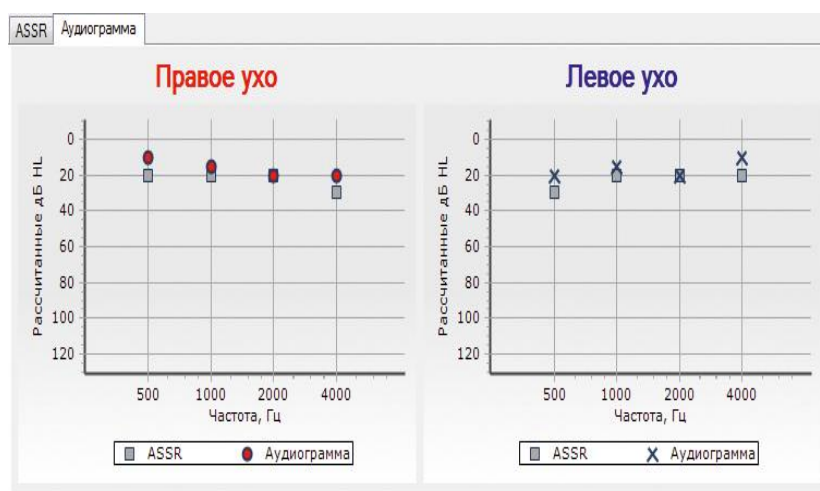 ASSR Аудиограмма
Правое ухо
Рассчитанные дБ HL
0
20
40
60
80
100
120
500 1000 2000 4000
Частота, Гц
ASSR Аудиограмма
Левое ухо
Рассчитанные дБ HL
0
20
40
60
80
100
120
500 1000 2000 4000
Частота, Гц
ASSR Аудиограмма